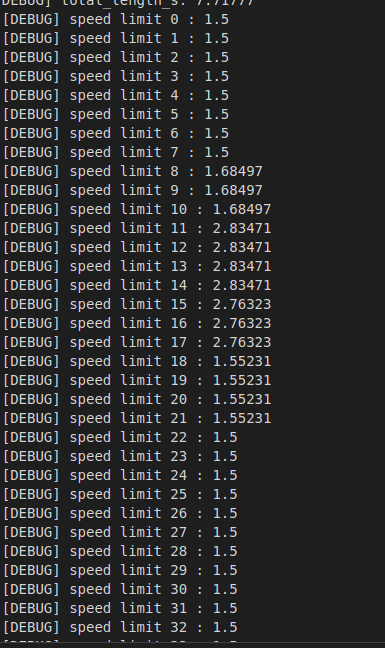 DEBUG] total_length_s: 7.71777
[DEBUG] speed limit 0 : 1.5
[DEBUG] speed limit 1 : 1.5
[DEBUG] speed limit 2 : 1.5
[DEBUG] speed limit 3 : 1.5
[DEBUG] speed limit 4 : 1.5
[DEBUG] speed limit 5 : 1.5
[DEBUG] speed limit 6 : 1.5
[DEBUG] speed limit 7 : 1.5
[DEBUG] speed limit 8 : 1.68497
[DEBUG] speed limit 9 : 1.68497
[DEBUG] speed limit 10 : 1.68497
[DEBUG] speed limit 11 : 2.83471
[DEBUG] speed limit 12 : 2.83471
[DEBUG] speed limit 13 : 2.83471
[DEBUG] speed limit 14 : 2.83471
[DEBUG] speed limit 15 : 2.76323
[DEBUG] speed limit 16 : 2.76323
[DEBUG] speed limit 17 : 2.76323
[DEBUG] speed limit 18 : 1.55231
[DEBUG] speed limit 19 : 1.55231
[DEBUG] speed limit 20 : 1.55231
[DEBUG] speed limit 21 : 1.55231
[DEBUG] speed limit 22 : 1.5
[DEBUG] speed limit 23 : 1.5
[DEBUG] speed limit 24 : 1.5
[DEBUG] speed limit 25 : 1.5
[DEBUG] speed limit 26 : 1.5
[DEBUG] speed limit 27 : 1.5
[DEBUG] speed limit 28 : 1.5
[DEBUG] speed limit 29 : 1.5
[DEBUG] speed limit 30 : 1.5
[DEBUG] speed limit 31 : 1.5
[DEBUG] speed limit 32 : 1.5